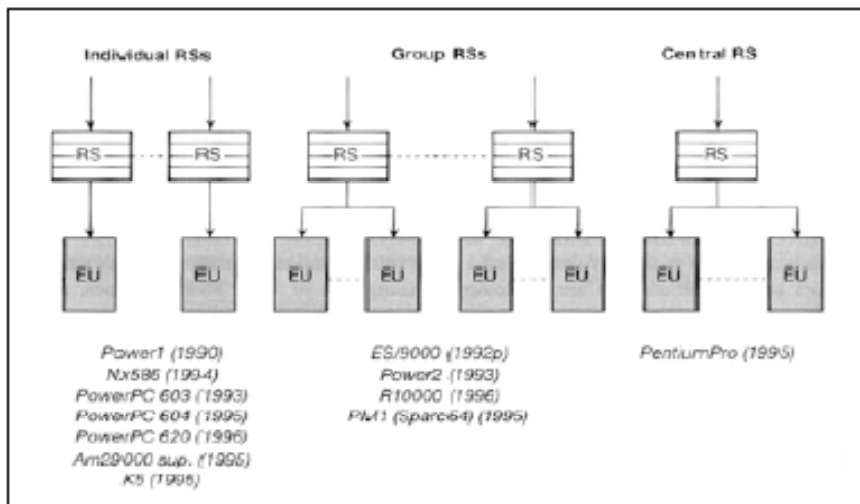 Individual RSs
Group RSs
Central RS
RS
RS
RS
RS
RS
EU
EU
EU
EU
EU
EU
EU
EU
Power1 (1990)
Nx586 (1994)
PowerPC 603 (1993)
PowerPC 604 (1995)
PowerPC 620 (1996)
Am29000 sup. (1995)
K5 (1995)
ES/9000 (1992p)
Power2 (1993)
R10000 (1996)
PM1 (Sparc64) (1995)
PentiumPro (1995)